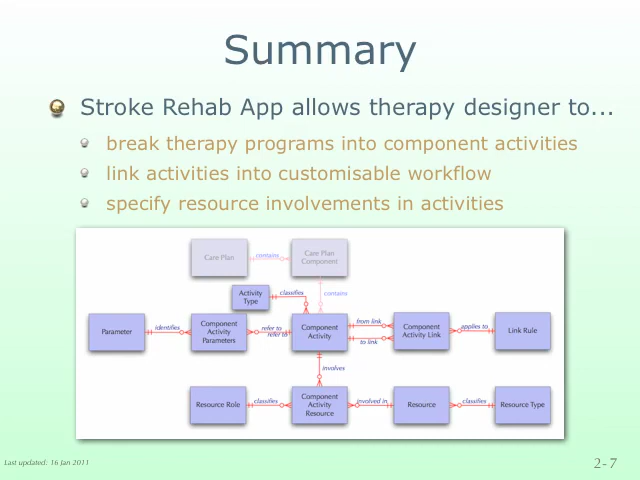 Summary
Stroke Rehab App allows therapy designer to...
break therapy programs into component activities
link activities into customisable workflow
specify resource involvements in activities
Care Plan
contains
Care Plan
Component
Activity
Type
classifies
contains
Parameter
identifies
Component
Activity
Parameters
refer to
refer to
Component
Activity
from link
to link
Component
Activity Link
applies to
Link Rule
involves
Resource Role
classifies
Component
Activity
Resource
involved in
Resource
classifies
Resource Type
Last updated: 16 Jan 2011
2-7